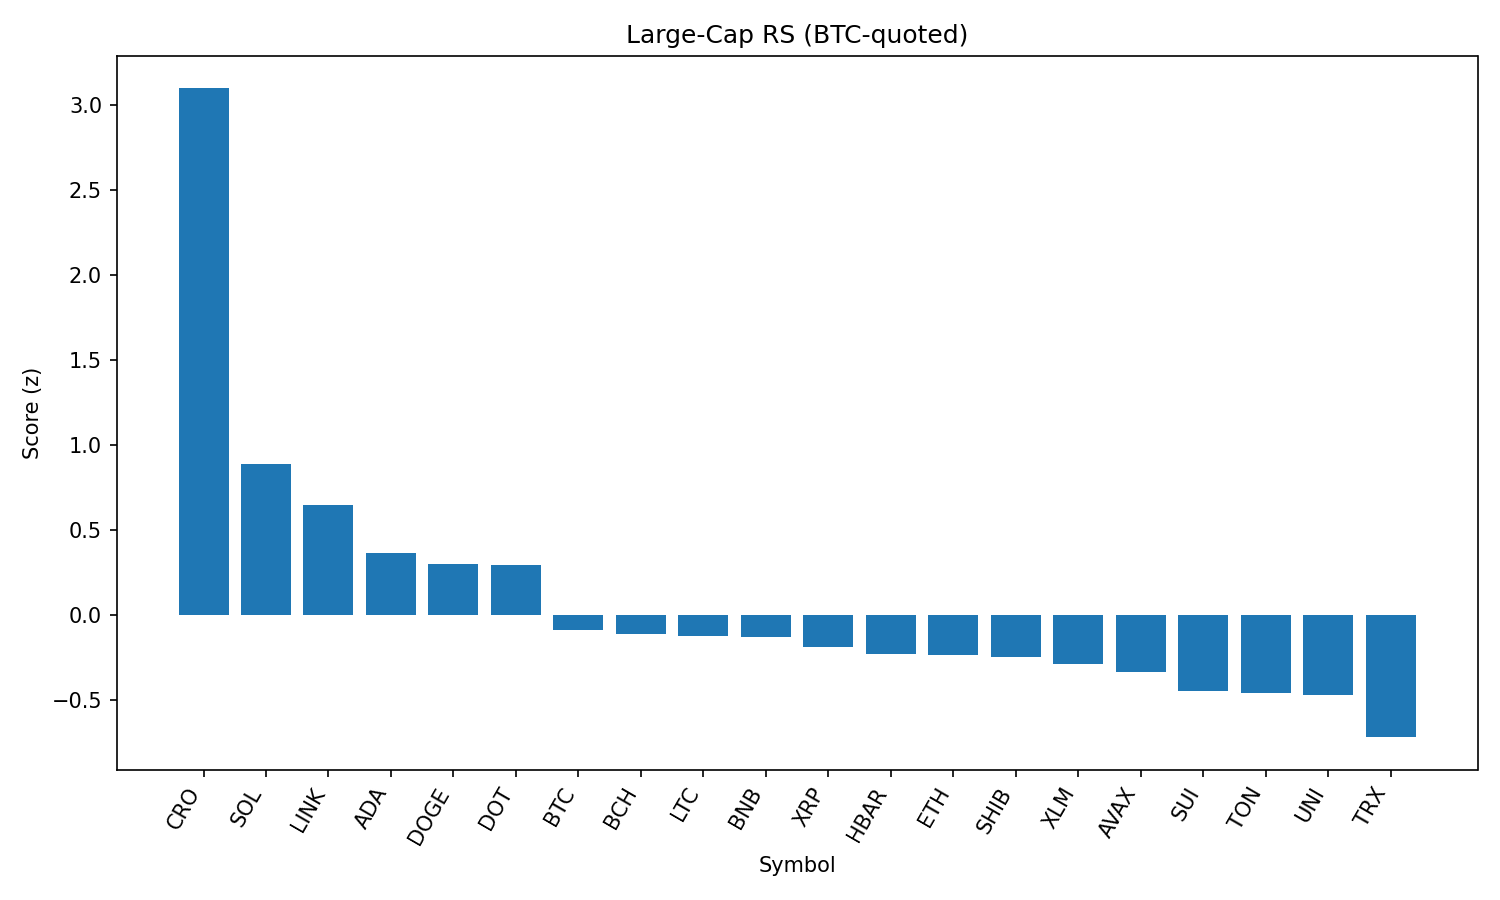 Large-Cap RS (BTC-quoted)
Score (z)
3.0
2.5
2.0
1.5
1.0
0.5
0.0
−0.5
CRO
SOL
LINK
ADA
DOGE
DOT
BTC
BCH
LTC
BNB
XRP
HBAR
ETH
SHIB
XLM
AVAX
SUI
TON
UNI
TRX
Symbol